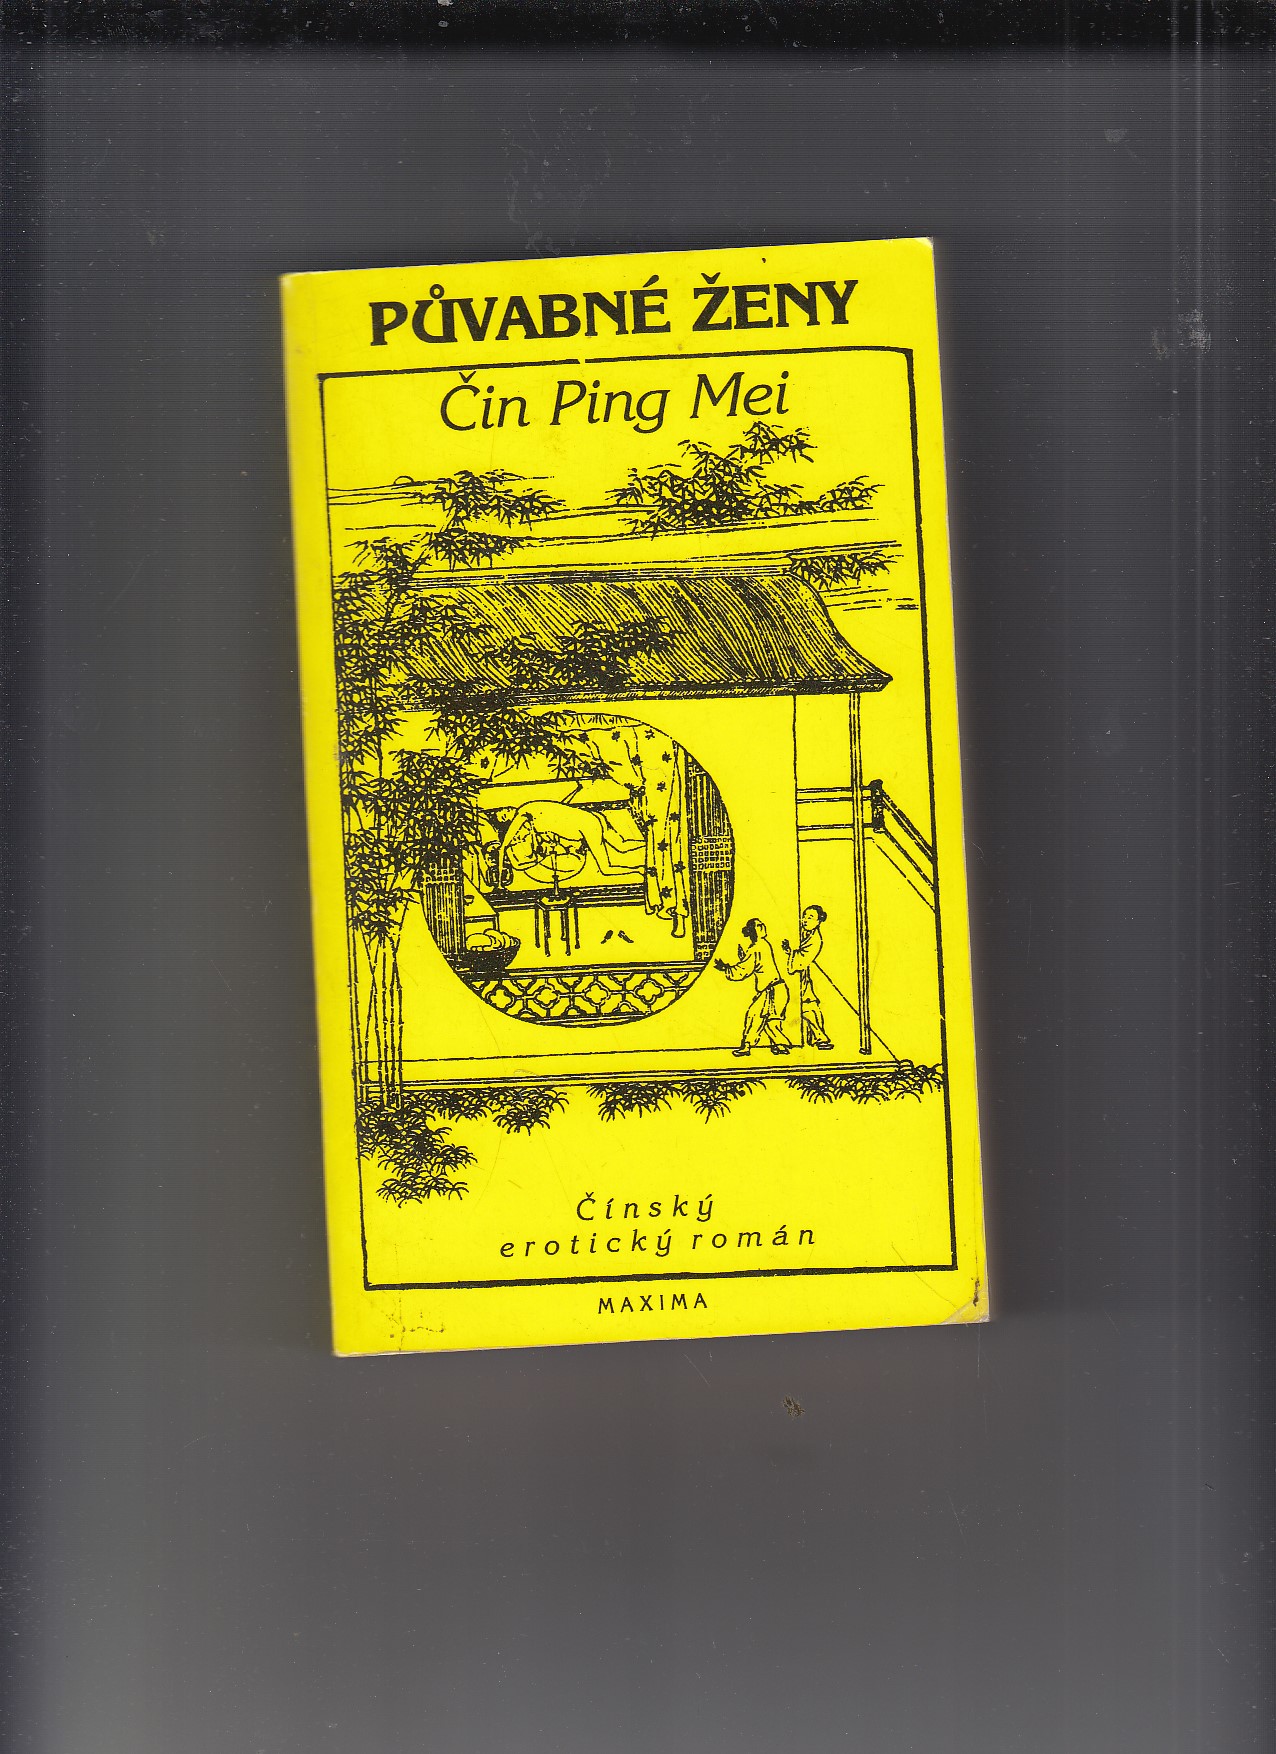 PŮVABNÉ ŽENY
Čin Ping Mei
Čínský
erotický román
MAXIMA